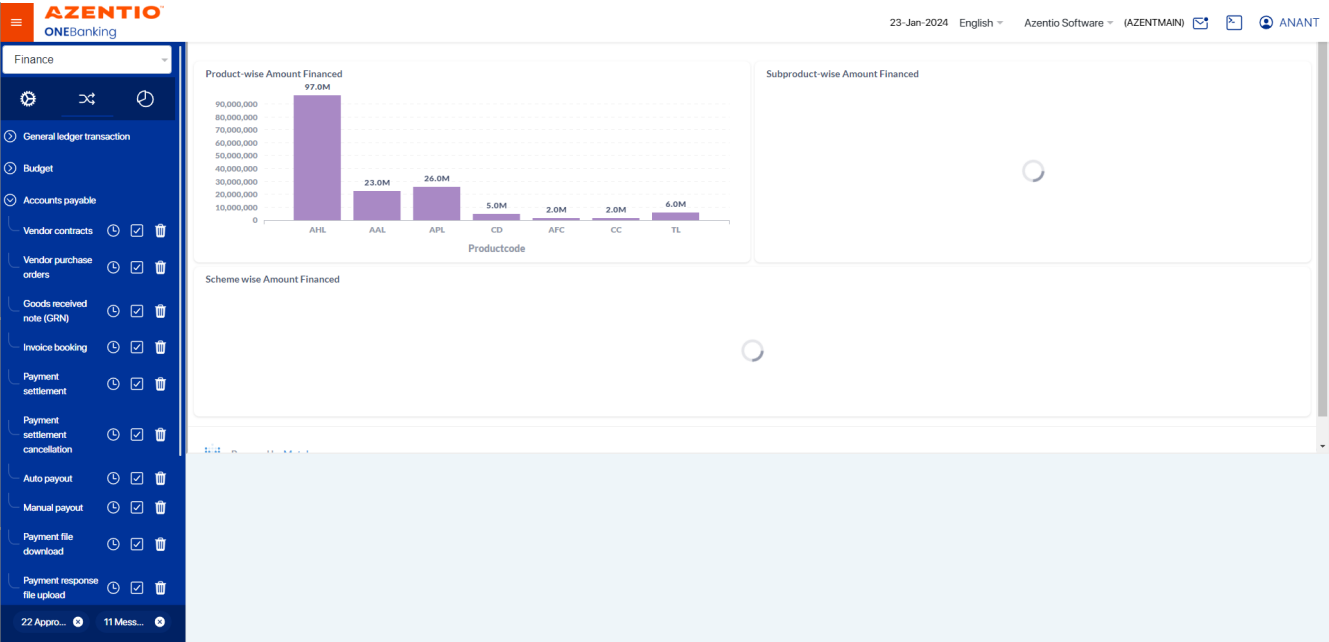 AZENTIO
ONEBanking
23-Jan-2024 English Azentio Software (AZENTMAIN) ANANT
Finance
General ledger transaction
Budget
Accounts payable
Vendor contracts
Vendor purchase
orders
Goods received
note (GRN)
Invoice booking
Payment
settlement
Payment
settlement
cancellation
Auto payout
Manual payout
Payment file
download
Payment response
file upload
22 Appro...
11 Mess...
Product-wise Amount Financed
97.0M
90,000,000
80,000,000
70,000,000
60,000,000
50,000,000
40,000,000
30,000,000
20,000,000
10,000,000
0
23.0M
26.0M
5.0M
2.0M
2.0M
6.0M
AHL AAL APL CD AFC CC TL
Productcode
Subproduct-wise Amount Financed
Scheme wise Amount Financed